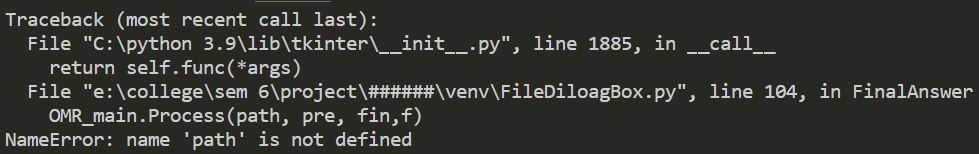 Traceback (most recent call last):
  File "C:\python 3.9\lib\tkinter\__init__.py", line 1885, in __call__
    return self.func(*args)
  File "e:\college\sem 6\project\######\venv\FileDiloagBox.py", line 104, in FinalAnswer
    OMR_main.Process(path, pre, fin,f)
NameError: name 'path' is not defined